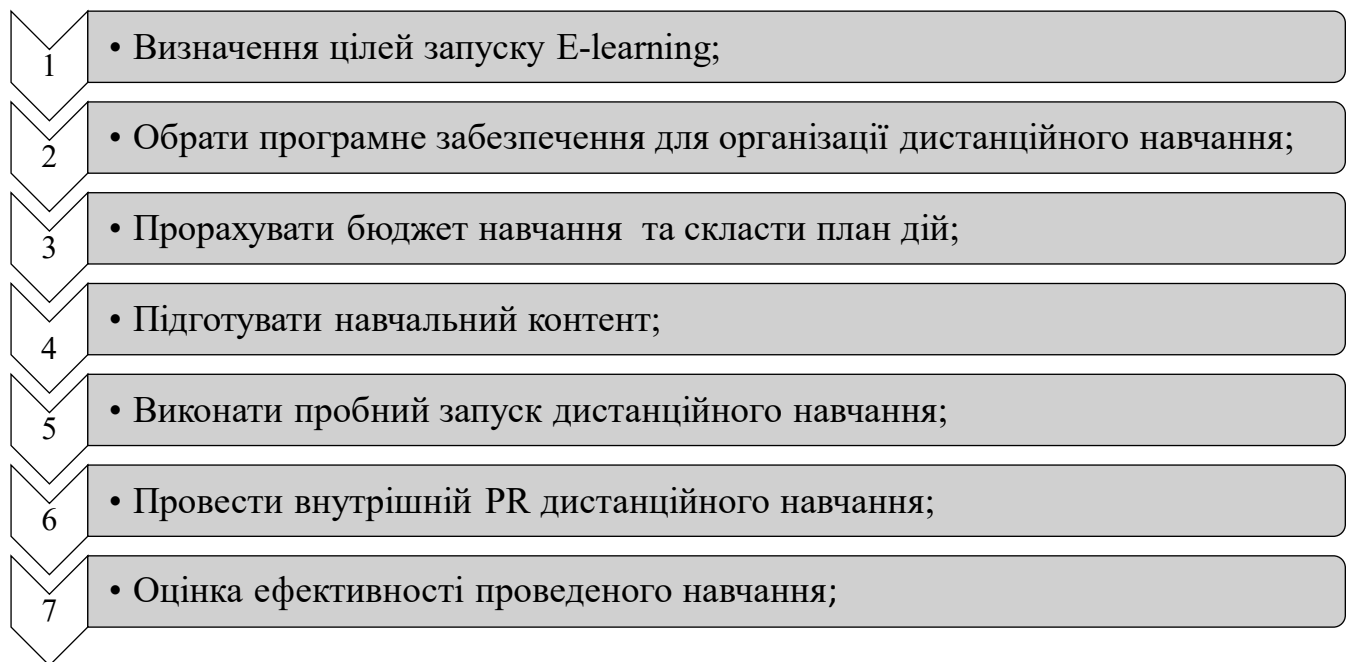 1 • Визначення цілей запуску E-learning;
2 • Обрати програмне забезпечення для організації дистанційного навчання;
3 • Прорахувати бюджет навчання та скласти план дій;
4 • Підготувати навчальний контент;
5 • Виконати пробний запуск дистанційного навчання;
6 • Провести внутрішній PR дистанційного навчання;
7 • Оцінка ефективності проведеного навчання;